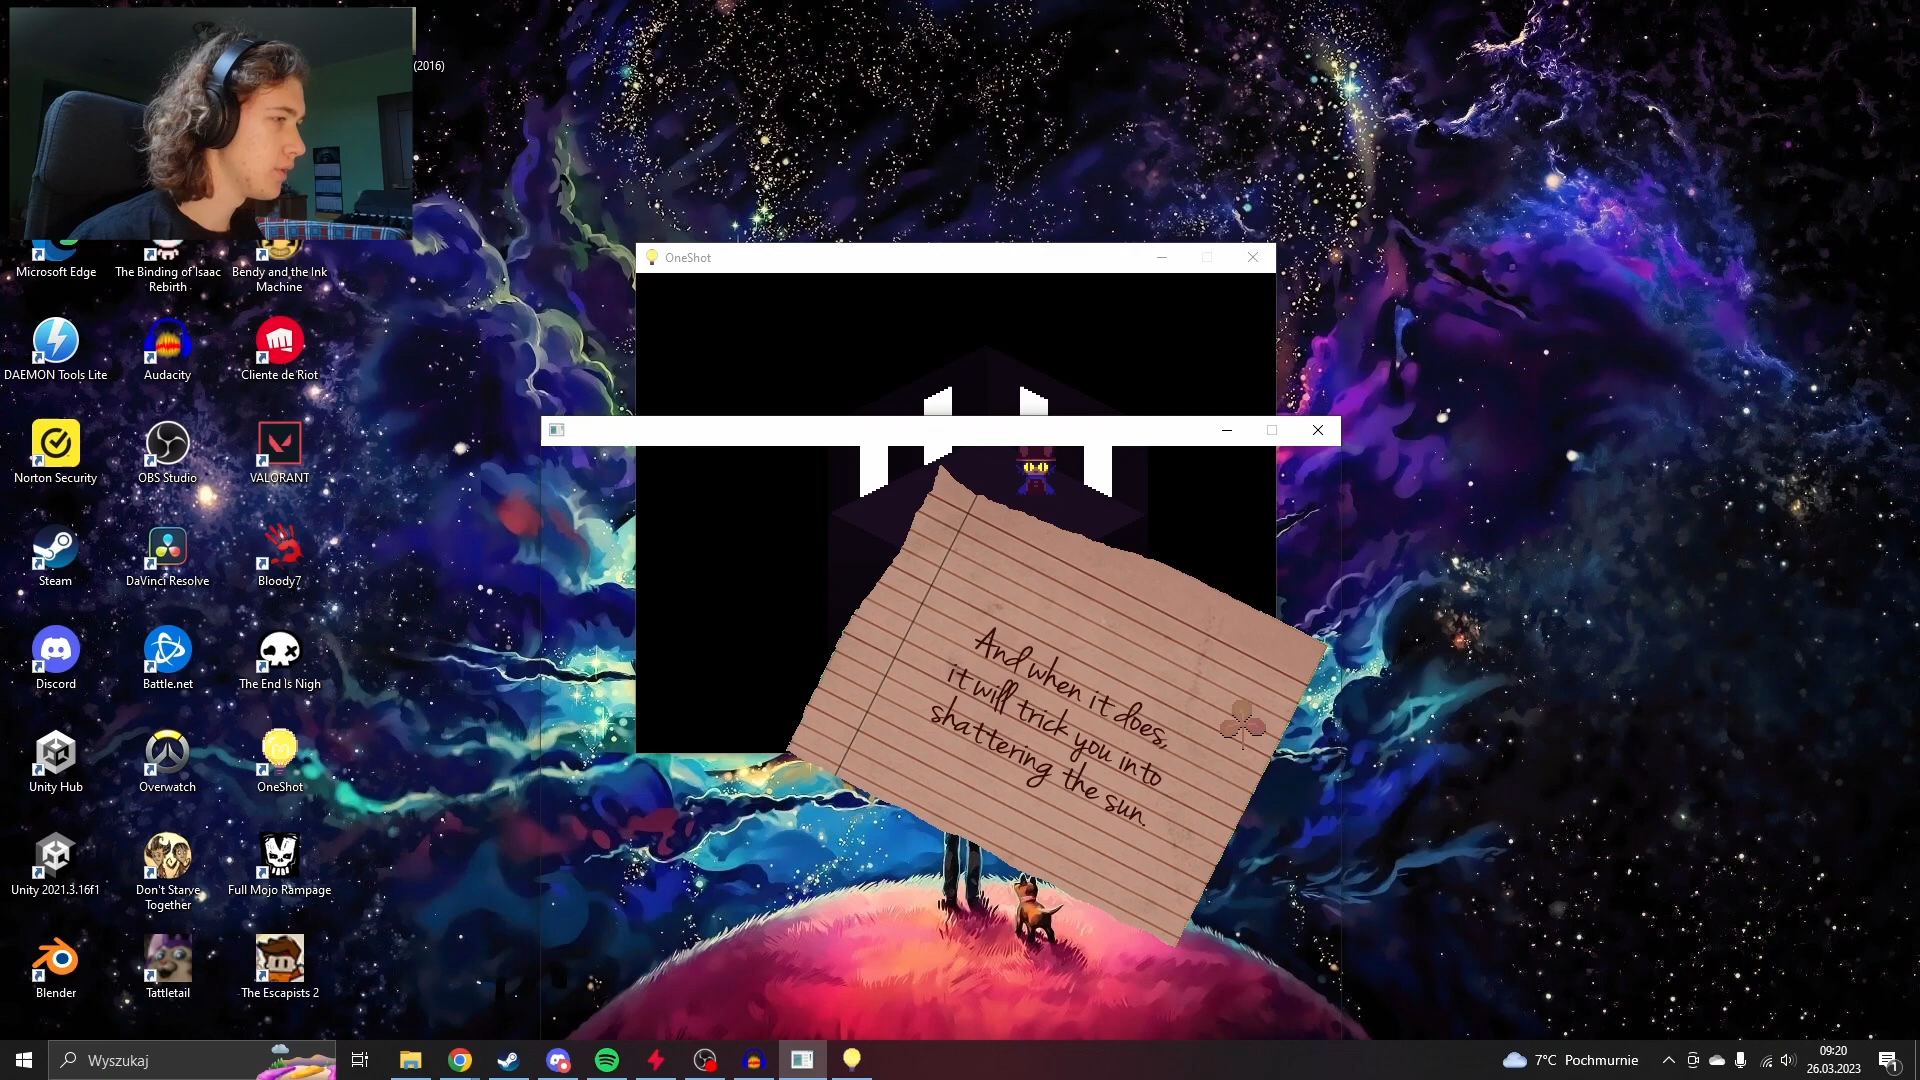 (2016)
Microsoft Edge
The Binding of Isaac
Rebirth
Bendy and the Ink
Machine
DAEMON Tools Lite
Audacity
Cliente de Riot
Norton Security
OBS Studio
VALORANT
Steam
DaVinci Resolve
Bloody7
Discord
Battle.net
The End Is Nigh
Unity Hub
Overwatch
OneShot
Unity 2021.3.16f1
Don't Starve
Together
Full Mojo Rampage
Blender
Tattletail
The Escapists 2
OneShot
And when it does,
it will trick you into
shattering the sun.
Wyszukaj
7°C Pochmurnie
09:20
26.03.2023
1